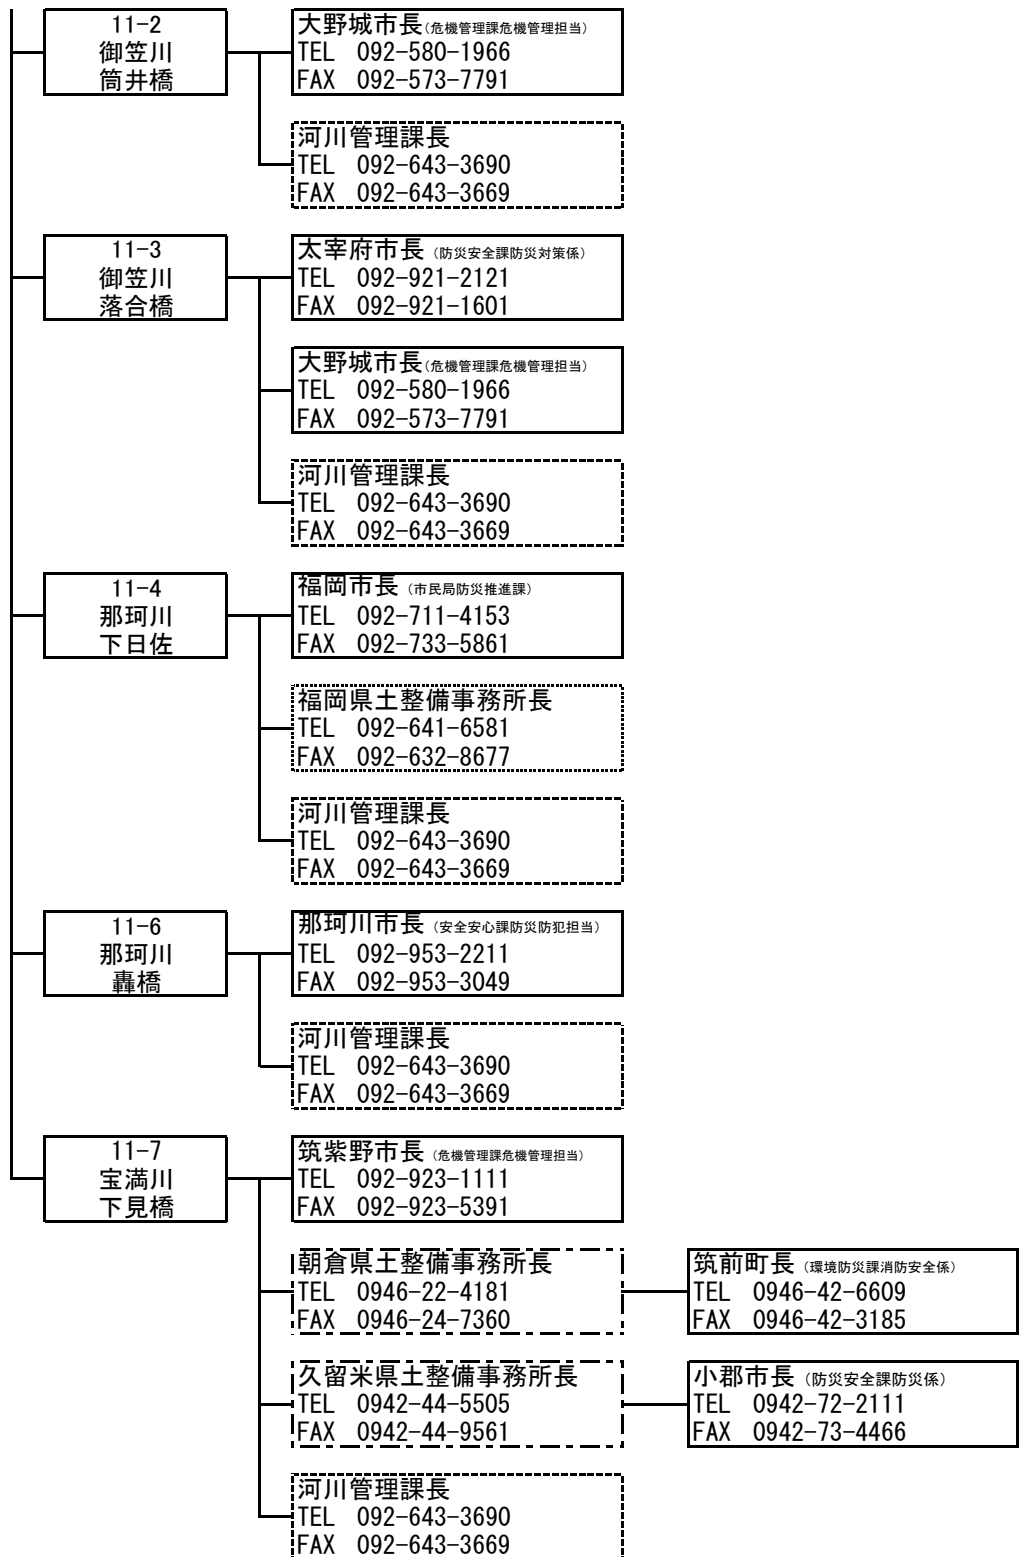 11-2
御笠川
筒井橋
大野城市長(危機管理課危機管理担当)
TEL 092-580-1966
FAX 092-573-7791
河川管理課長
TEL 092-643-3690
FAX 092-643-3669
11-3
御笠川
落合橋
太宰府市長(防災安全課防災対策係)
TEL 092-921-2121
FAX 092-921-1601
大野城市長(危機管理課危機管理担当)
TEL 092-580-1966
FAX 092-573-7791
河川管理課長
TEL 092-643-3690
FAX 092-643-3669
11-4
那珂川
下日佐
福岡市長(市民局防災推進課)
TEL 092-711-4153
FAX 092-733-5861
福岡県土整備事務所長
TEL 092-641-6581
FAX 092-632-8677
河川管理課長
TEL 092-643-3690
FAX 092-643-3669
11-6
那珂川
轟橋
那珂川市長(安全安心課防災防犯担当)
TEL 092-953-2211
FAX 092-953-3049
河川管理課長
TEL 092-643-3690
FAX 092-643-3669
11-7
宝満川
下見橋
筑紫野市長(危機管理課危機管理担当)
TEL 092-923-1111
FAX 092-923-5391
朝倉県土整備事務所長
TEL 0946-22-4181
FAX 0946-24-7360
筑前町長(環境防災課消防安全係)
TEL 0946-42-6609
FAX 0946-42-3185
久留米県土整備事務所長
TEL 0942-44-5505
FAX 0942-44-9561
小郡市長(防災安全課防災係)
TEL 0942-72-2111
FAX 0942-73-4466
河川管理課長
TEL 092-643-3690
FAX 092-643-3669